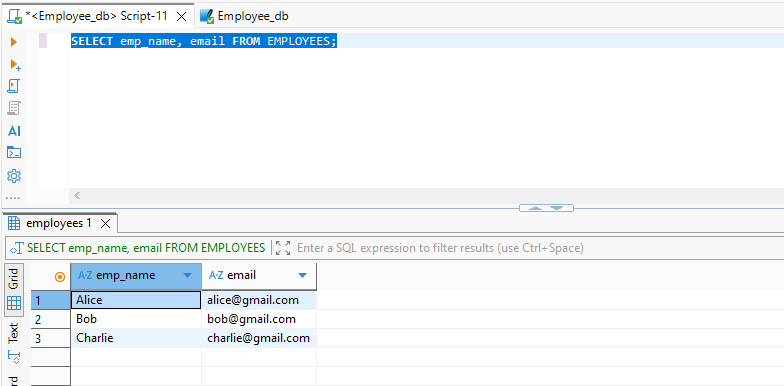 *<Employee_db> Script-11
Employee_db
SELECT emp_name, email FROM EMPLOYEES;
AI
employees 1
SELECT emp_name, email FROM EMPLOYEES
Enter a SQL expression to filter results (use Ctrl+Space)
Grid
A-Z emp_name
A-Z email
1 Alice alice@gmail.com
2 Bob bob@gmail.com
3 Charlie charlie@gmail.com
Text